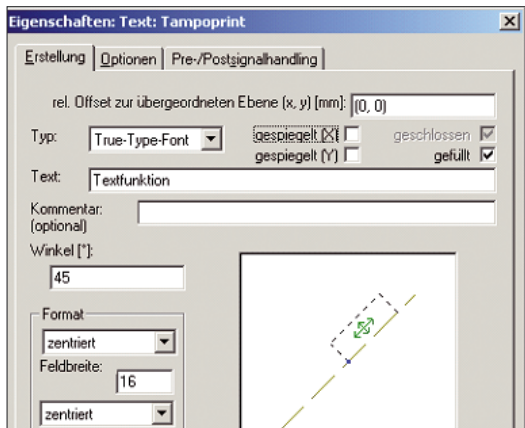 Eigenschaften: Text: Tampoprint
Erstellung Optionen Pre-/Postsignalhandling
rel. Offset zur übergeordneten Ebene (x, y) [mm]: (0, 0)
Typ: True-Type-Font gespiegelt (X) geschlossen
gespiegelt (Y) gefüllt
Text: Textfunktion
Kommentar:
(optional)
Winkel [°]:
45
Format
zentriert
Feldbreite:
16
zentriert